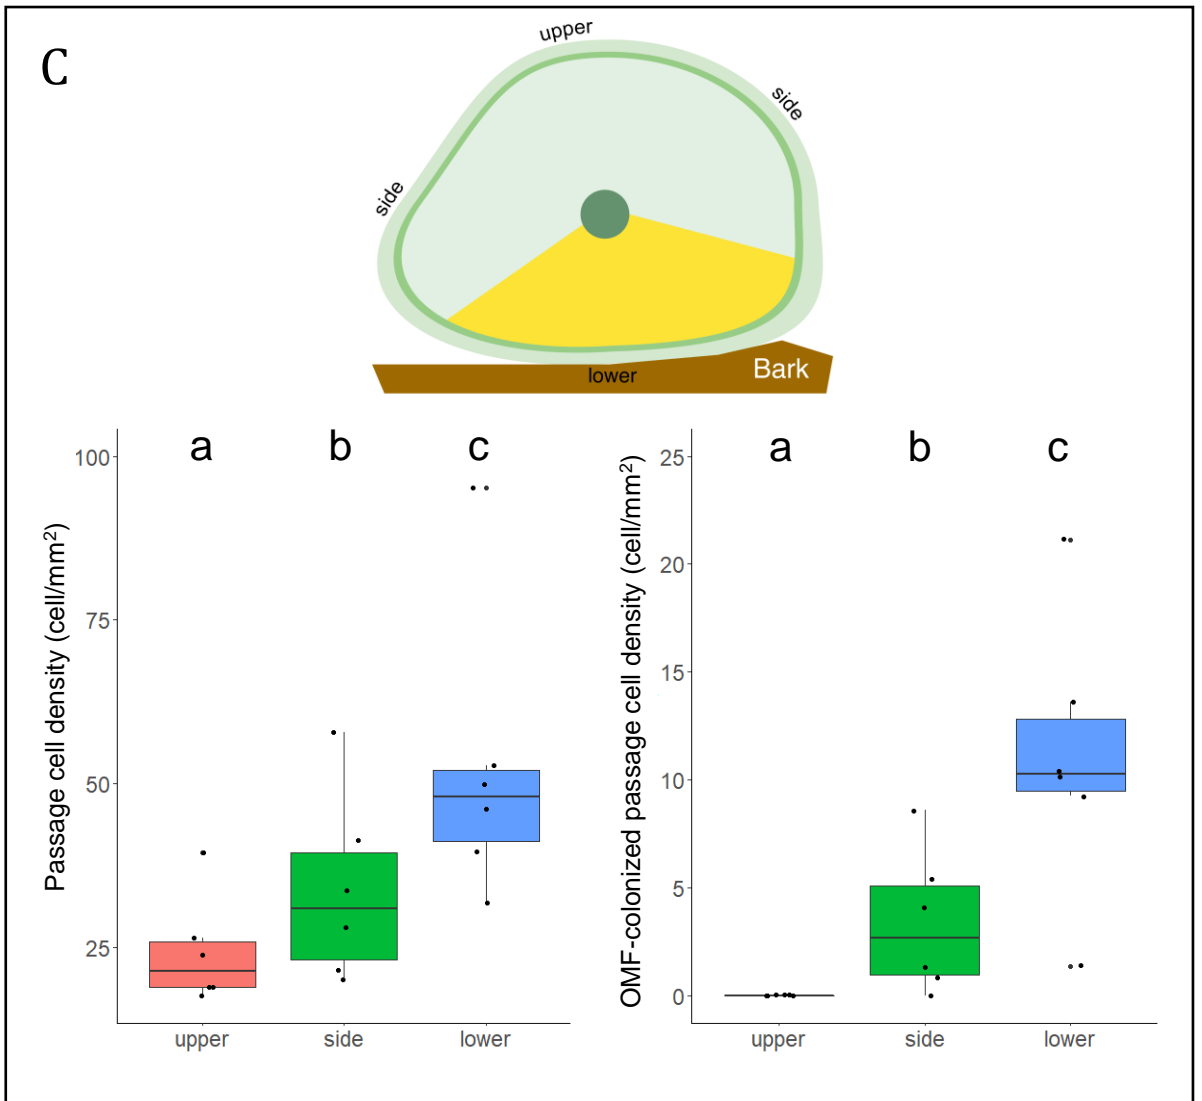 C
upper
side
side
Bark
lower
a b c
Passage cell density (cell/mm²)
100
75
50
25
upper side lower
a b c
OMF-colonized passage cell density (cell/mm²)
25
20
15
10
5
0
upper side lower